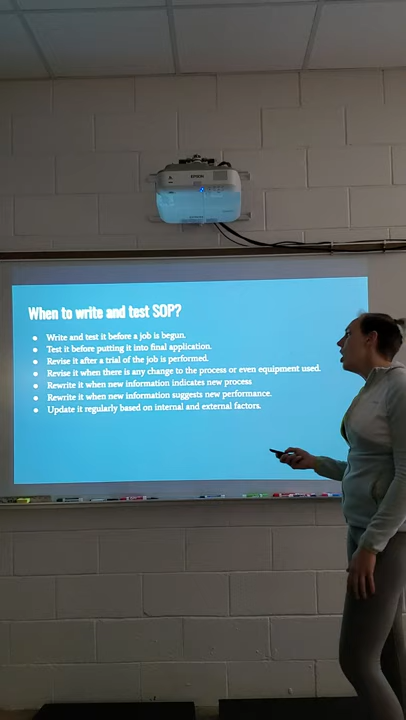 EPSON
When to write and test SOP?
● Write and test it before a job is begun.
● Test it before putting it into final application.
● Revise it after a trial of the job is performed.
● Revise it when there is any change to the process or even equipment used.
● Rewrite it when new information indicates new process
● Rewrite it when new information suggests new performance.
● Update it regularly based on internal and external factors.